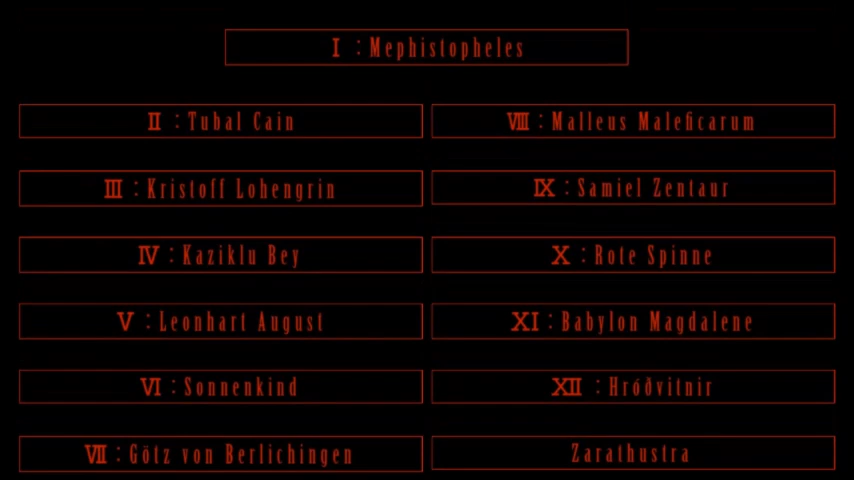 I : Mephistopheles
II : Tubal Cain
III : Kristoff Lohengrin
IV : Kaziklu Bey
V : Leonhart August
VI : Sonnenkind
VII : Götz von Berlichingen
VIII : Malleus Maleficarum
IX : Samiel Zentaur
X : Rote Spinne
XI : Babylon Magdalene
XII : Hróðvitnir
Zarathustra